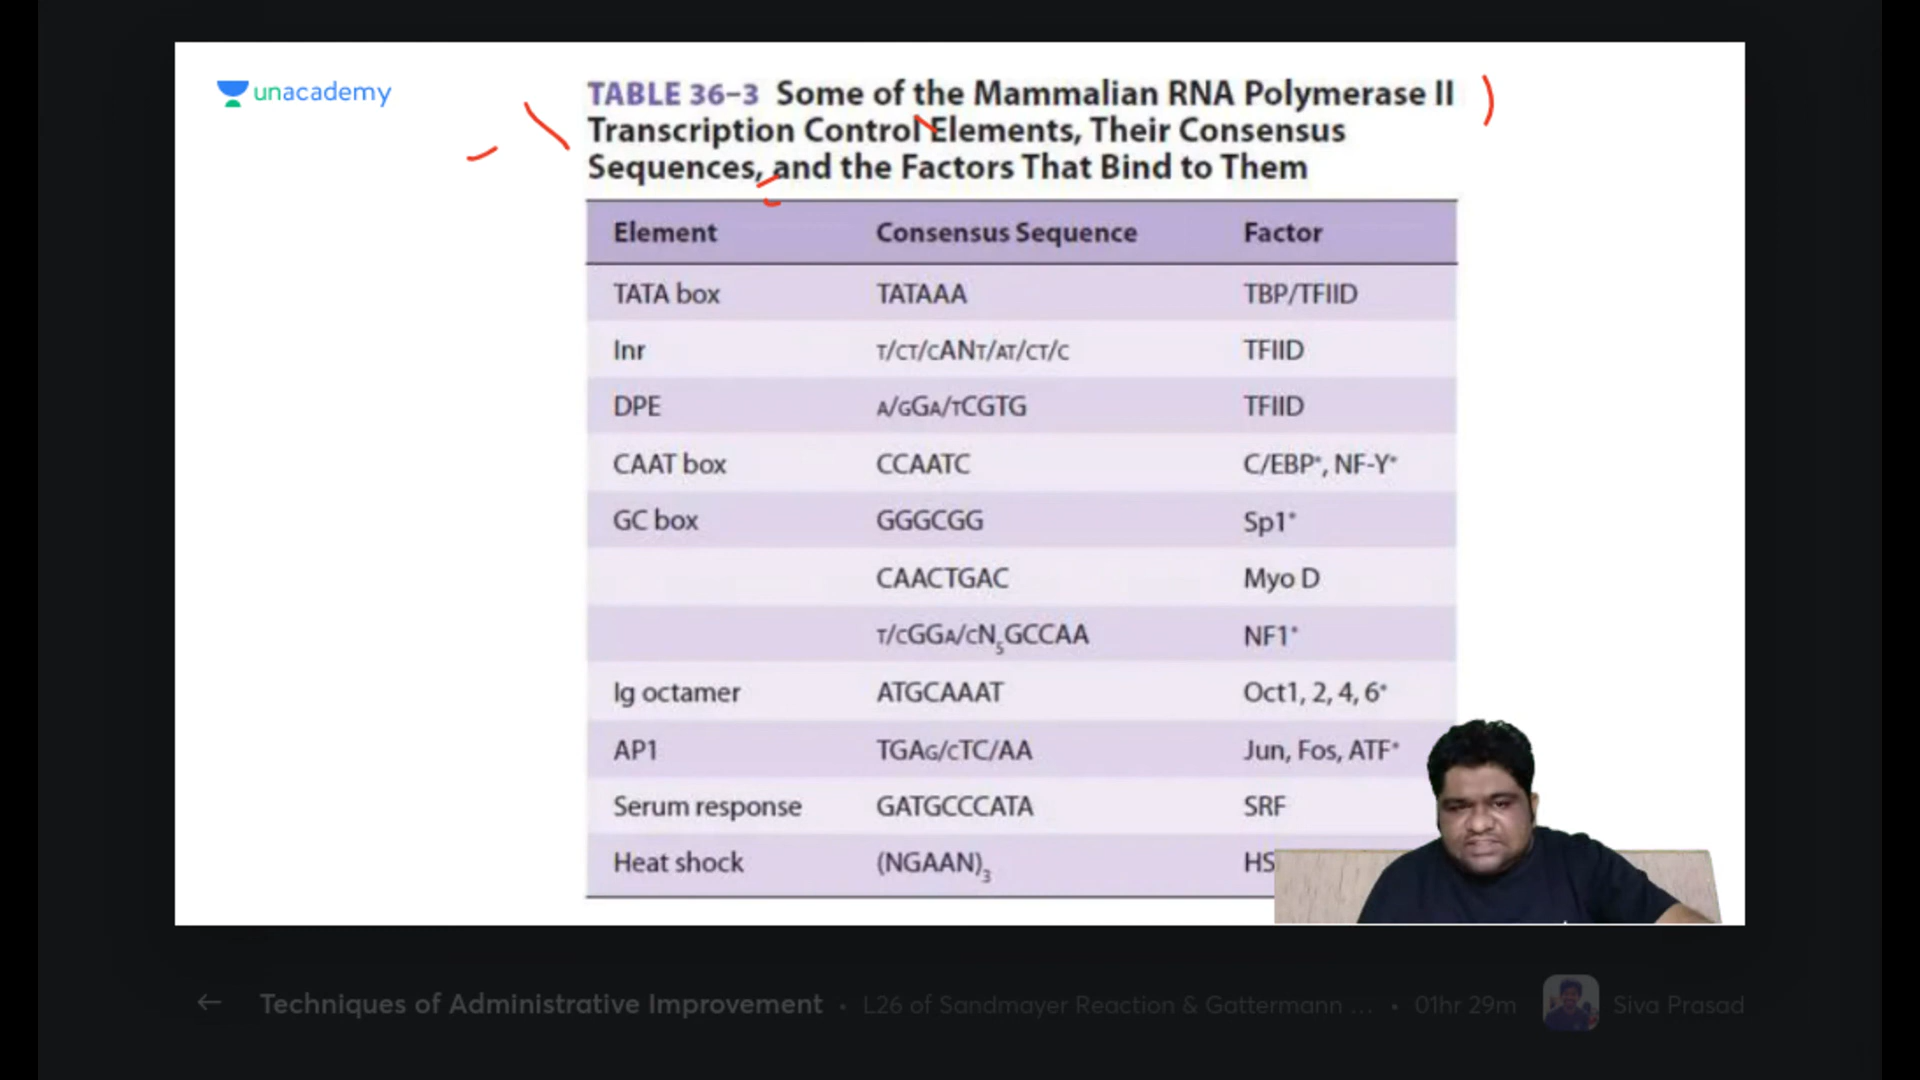 unacademy
TABLE 36–3 Some of the Mammalian RNA Polymerase II
Transcription Control Elements, Their Consensus
Sequences, and the Factors That Bind to Them
Element Consensus Sequence Factor
TATA box TATAAA TBP/TFIID
Inr T/CT/CANT/AT/CT/C TFIID
DPE A/GGA/TCGTG TFIID
CAAT box CCAATC C/EBP*, NF-Y*
GC box GGGCGG Sp1*
CAACTGAC Myo D
T/CGGA/CN₅GCCAA NF1*
Ig octamer ATGCAAAT Oct1, 2, 4, 6*
AP1 TGAG/CTC/AA Jun, Fos, ATF*
Serum response GATGCCCATA SRF
Heat shock (NGAAN)₃
← Techniques of Administrative Improvement • L26 of Sandmayer Reaction & Gattermann ... • 01hr 29m Siva Prasad